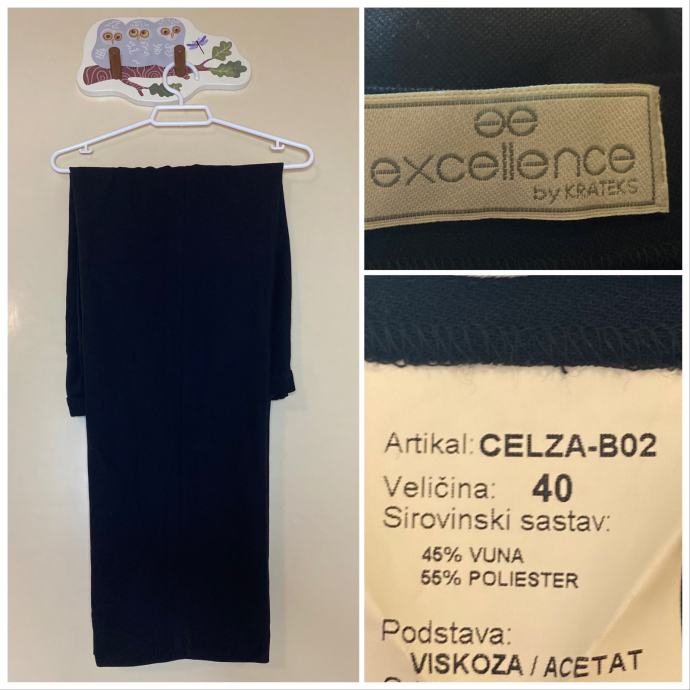 ee
excellence
by KRATEKS
Artikal: CELZA-B02
Veličina: 40
Sirovinski sastav:
45% VUNA
55% POLIESTER
Podstava:
VISKOZA / ACETAT